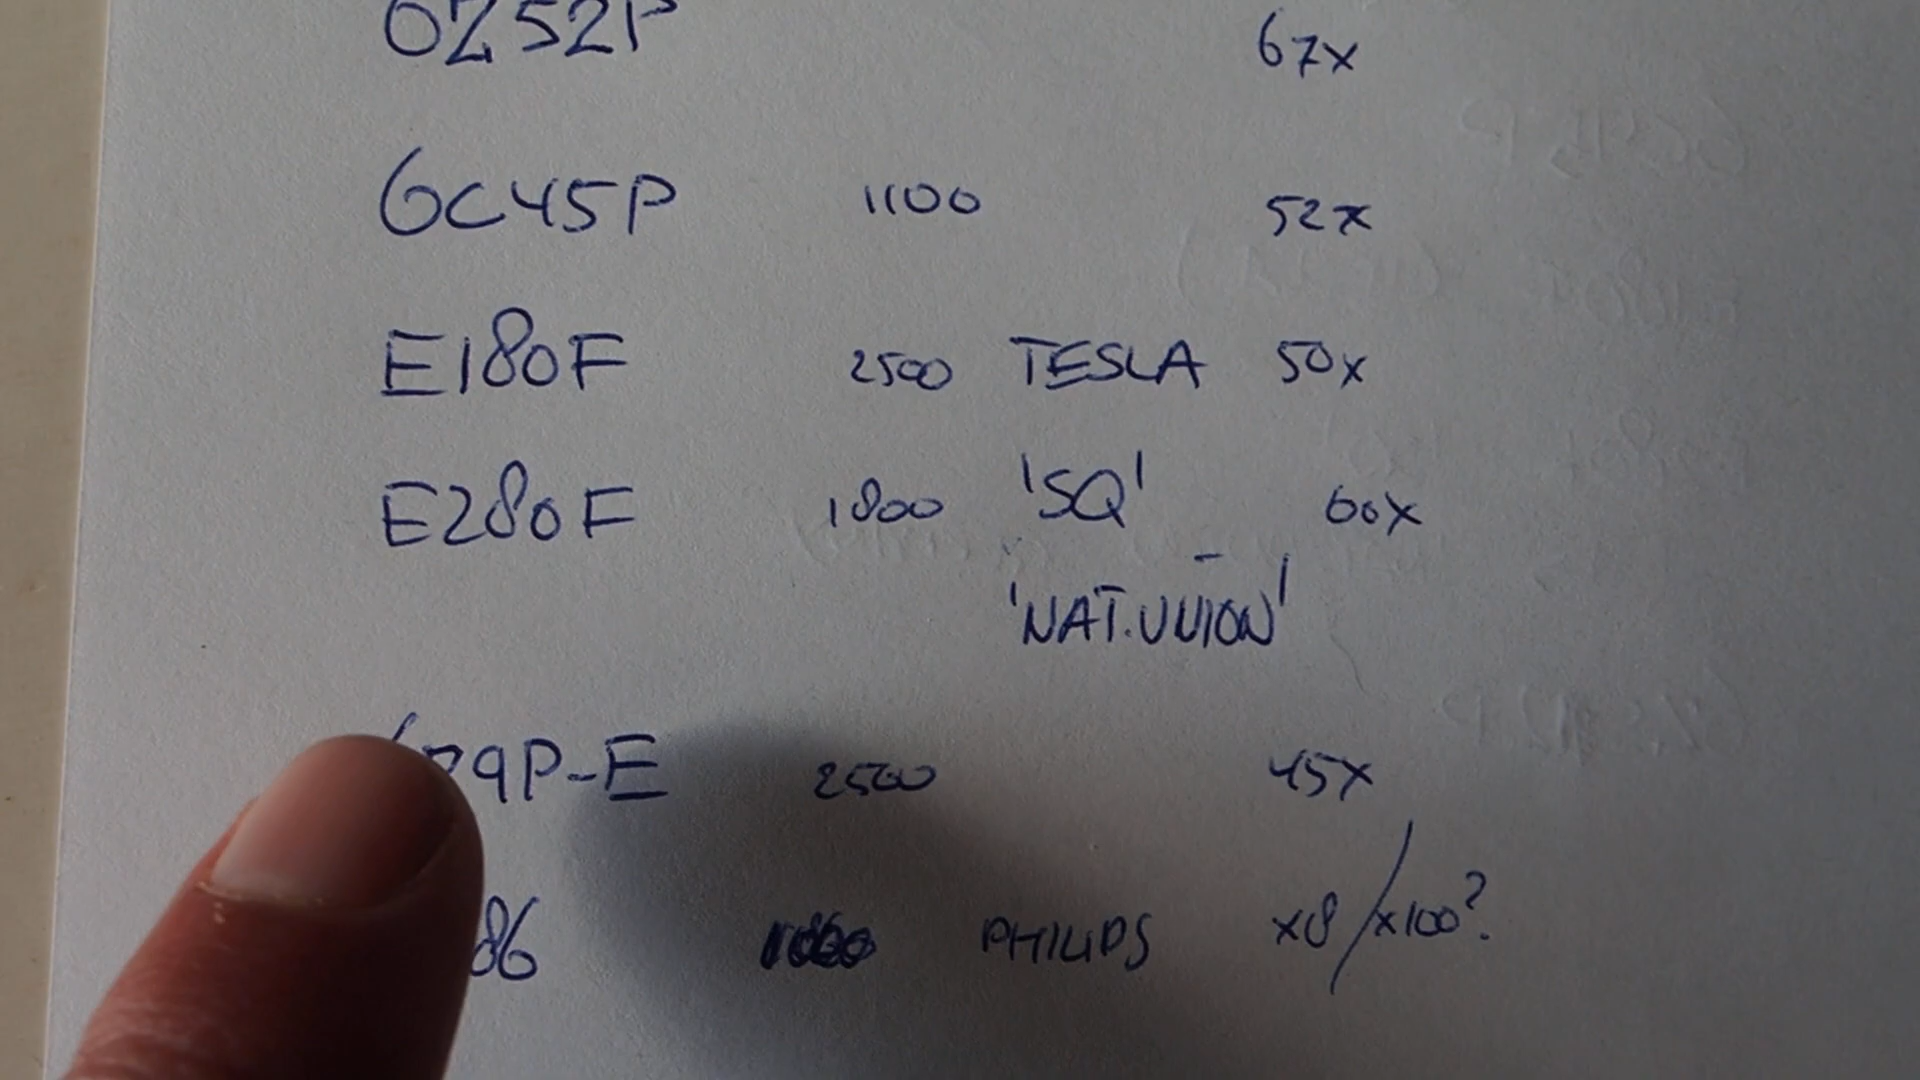 6Z52P 67x
6C45P 1100 52x
E180F 2500 TESLA 50x
E280F 1800 'SQ' 60x
'NAT.UNION'
9P-E 2500 45x
86 PHILIPS x8/x100?